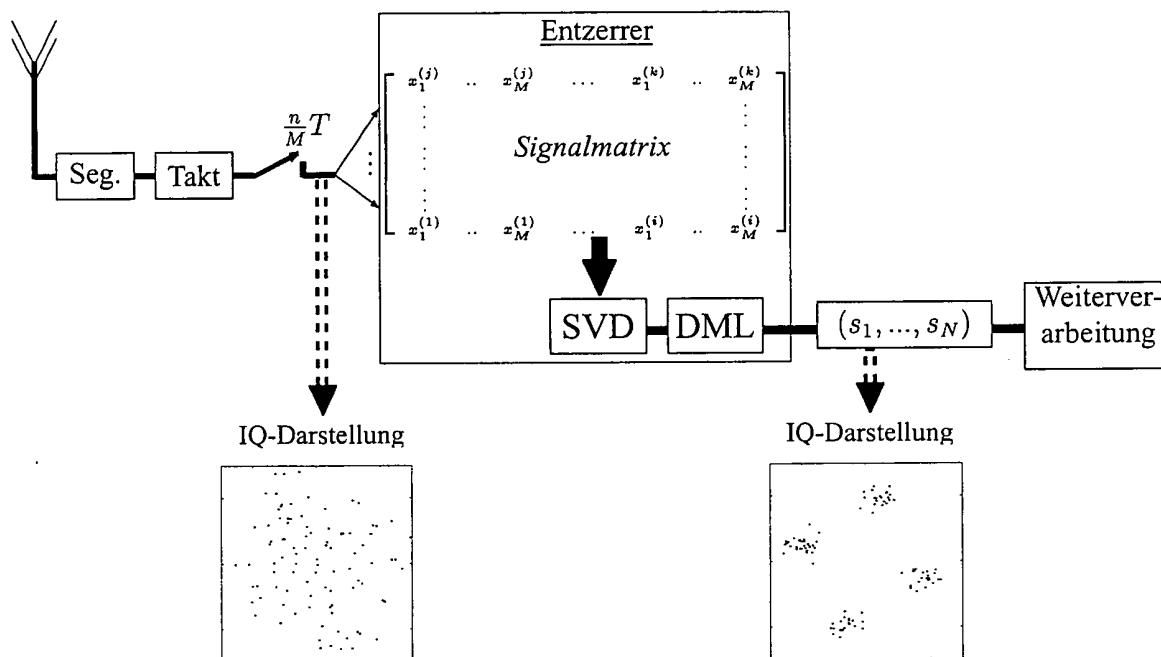 Entzerrer
x_1^{(j)} .. x_M^{(j)} ... x_1^{(k)} .. x_M^{(k)}
Signalmatrix
x_1^{(1)} .. x_M^{(1)} ... x_1^{(i)} .. x_M^{(i)}
\frac{n}{M}T
Seg.
Takt
SVD
DML
(s_1, ..., s_N)
Weiterver-
arbeitung
IQ-Darstellung
IQ-Darstellung